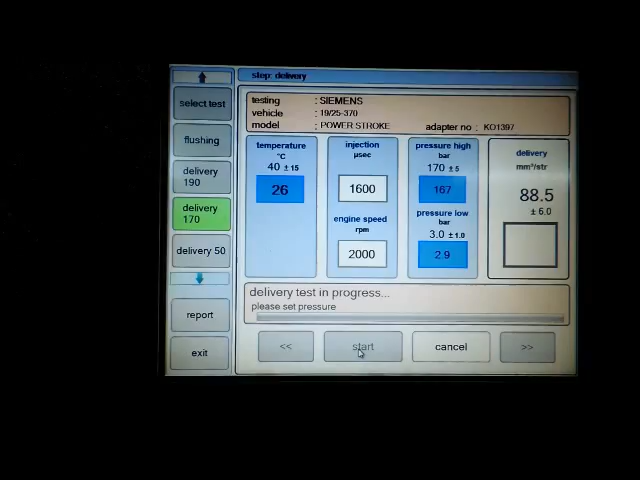 step: delivery
select test
flushing
delivery
190
delivery
170
delivery 50
report
exit
testing : SIEMENS
vehicle : 19/25-370
model : POWER STROKE adapter no : KO1397
temperature
°C
40 ±15
26
injection
µsec
1600
engine speed
rpm
2000
pressure high
bar
170 ±5
167
pressure low
bar
3.0 ±1.0
2.9
delivery
mm³/str
88.5
± 6.0
delivery test in progress...
please set pressure
<< start cancel >>